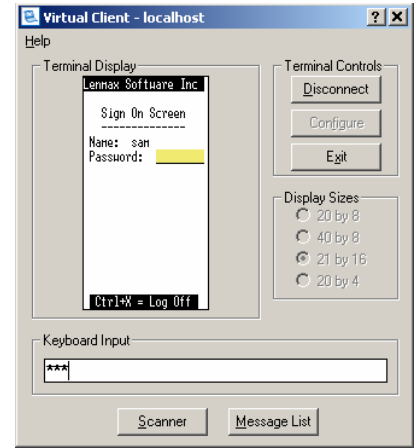 Virtual Client - localhost
Help
Terminal Display
Lenmax Software Inc
Sign On Screen
--------------
Name: sam
Password:
Ctrl+X = Log Off
Terminal Controls
Disconnect
Configure
Exit
Display Sizes
20 by 8
40 by 8
21 by 16
20 by 4
Keyboard Input
***
Scanner
Message List